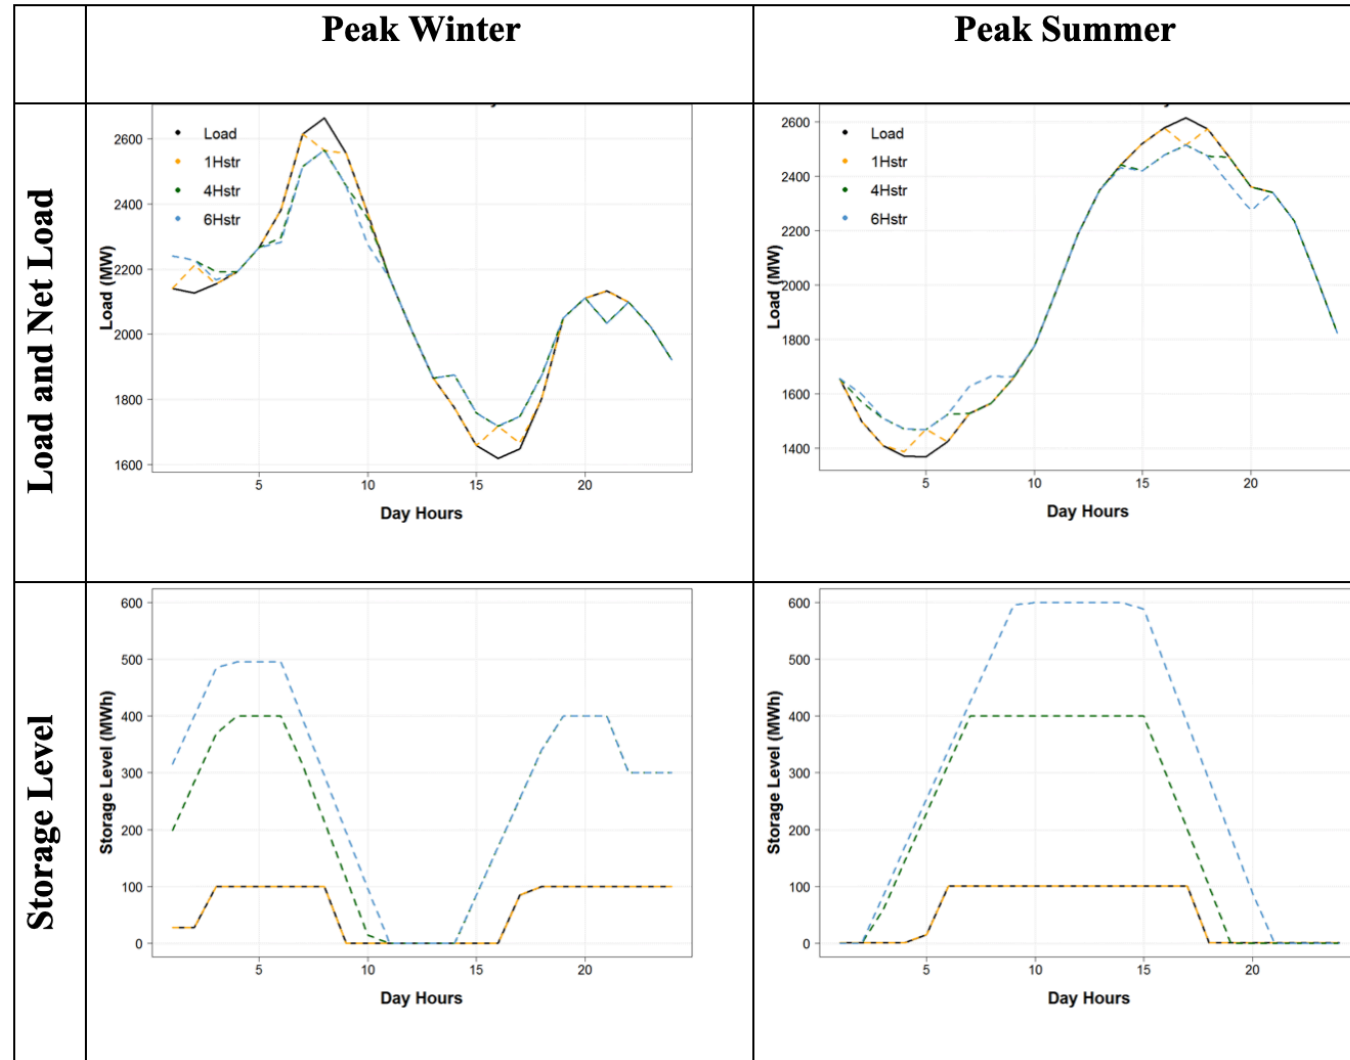 Peak Winter
Peak Summer
Load and Net Load
2600
2400
2200
2000
1800
1600
Load (MW)
Load
1Hstr
4Hstr
6Hstr
5
10
15
20
Day Hours
2600
2400
2200
2000
1800
1600
1400
Load (MW)
Load
1Hstr
4Hstr
6Hstr
5
10
15
20
Day Hours
Storage Level
600
500
400
300
200
100
0
Storage Level (MWh)
5
10
15
20
Day Hours
600
500
400
300
200
100
0
Storage Level (MWh)
5
10
15
20
Day Hours